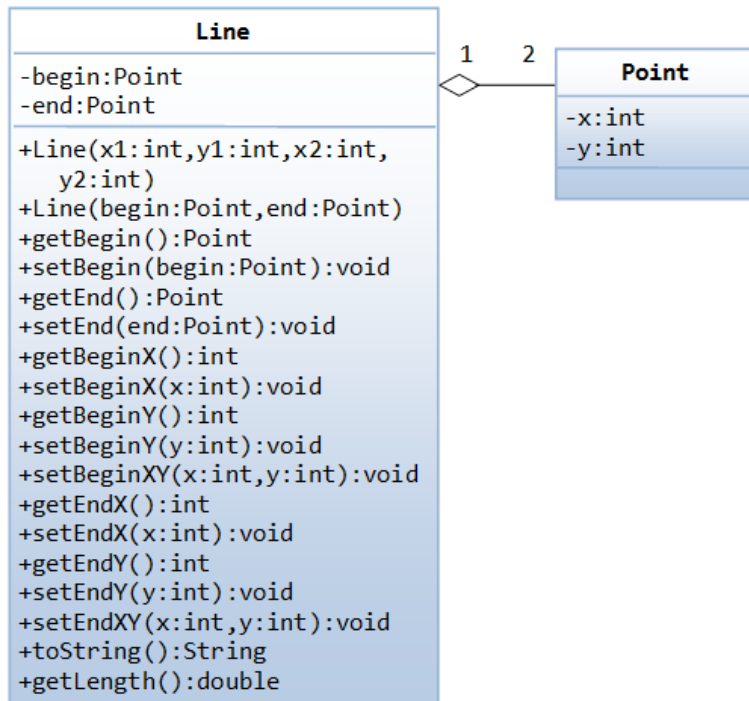 Line
-begin:Point
-end:Point
+Line(x1:int,y1:int,x2:int,
y2:int)
+Line(begin:Point,end:Point)
+getBegin():Point
+setBegin(begin:Point):void
+getEnd():Point
+setEnd(end:Point):void
+getBeginX():int
+setBeginX(x:int):void
+getBeginY():int
+setBeginY(y:int):void
+setBeginXY(x:int,y:int):void
+getEndX():int
+setEndX(x:int):void
+getEndY():int
+setEndY(y:int):void
+setEndXY(x:int,y:int):void
+toString():String
+getLength():double
1 2
Point
-x:int
-y:int